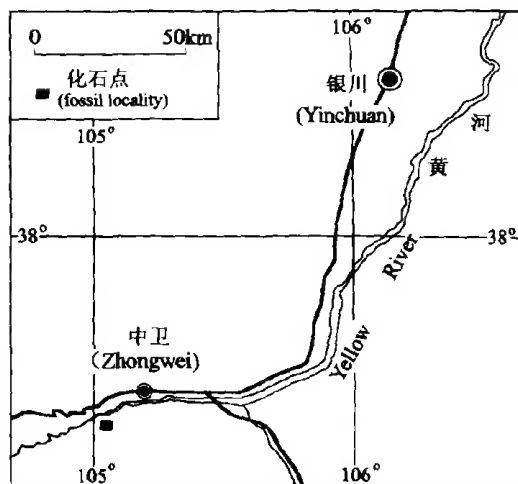 0 50km
化石点
(fossil locality)
106°
银川
(Yinchuan)
105°
河
黄
38°
38°
River
中卫
(Zhongwei)
Yellow
105°
106°